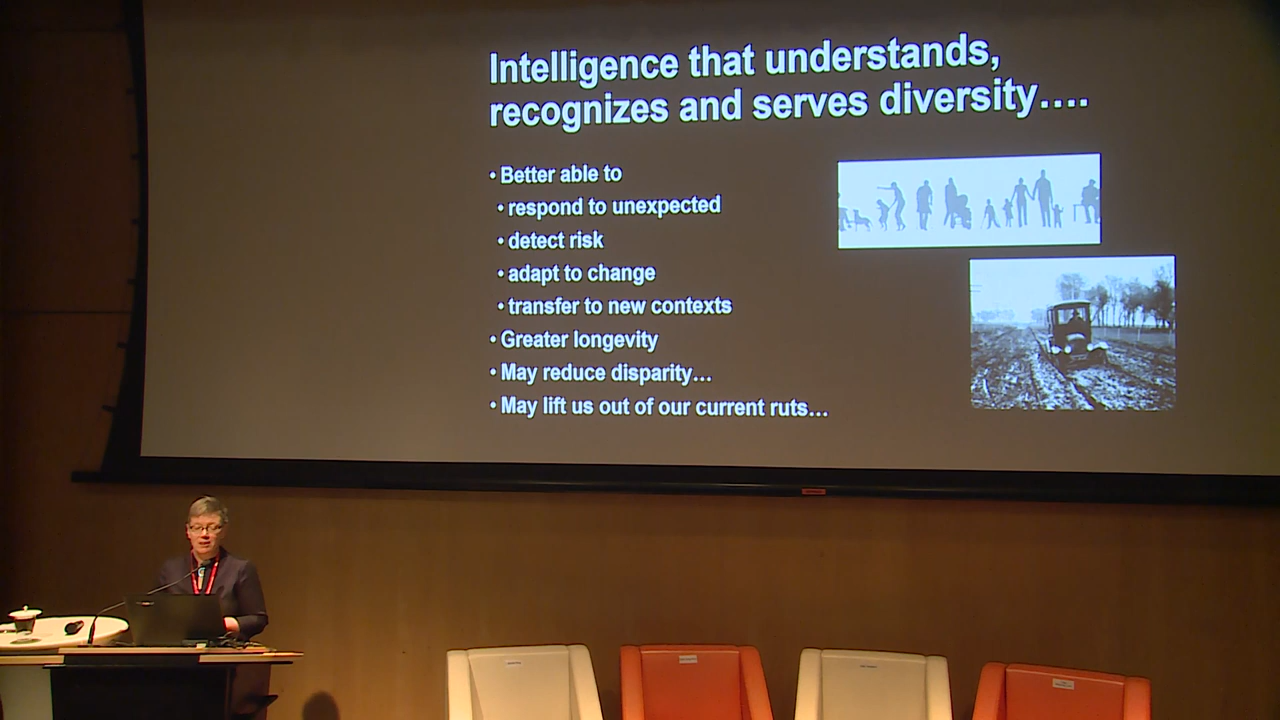 Intelligence that understands,
recognizes and serves diversity....
• Better able to
• respond to unexpected
• detect risk
• adapt to change
• transfer to new contexts
• Greater longevity
• May reduce disparity...
• May lift us out of our current ruts...